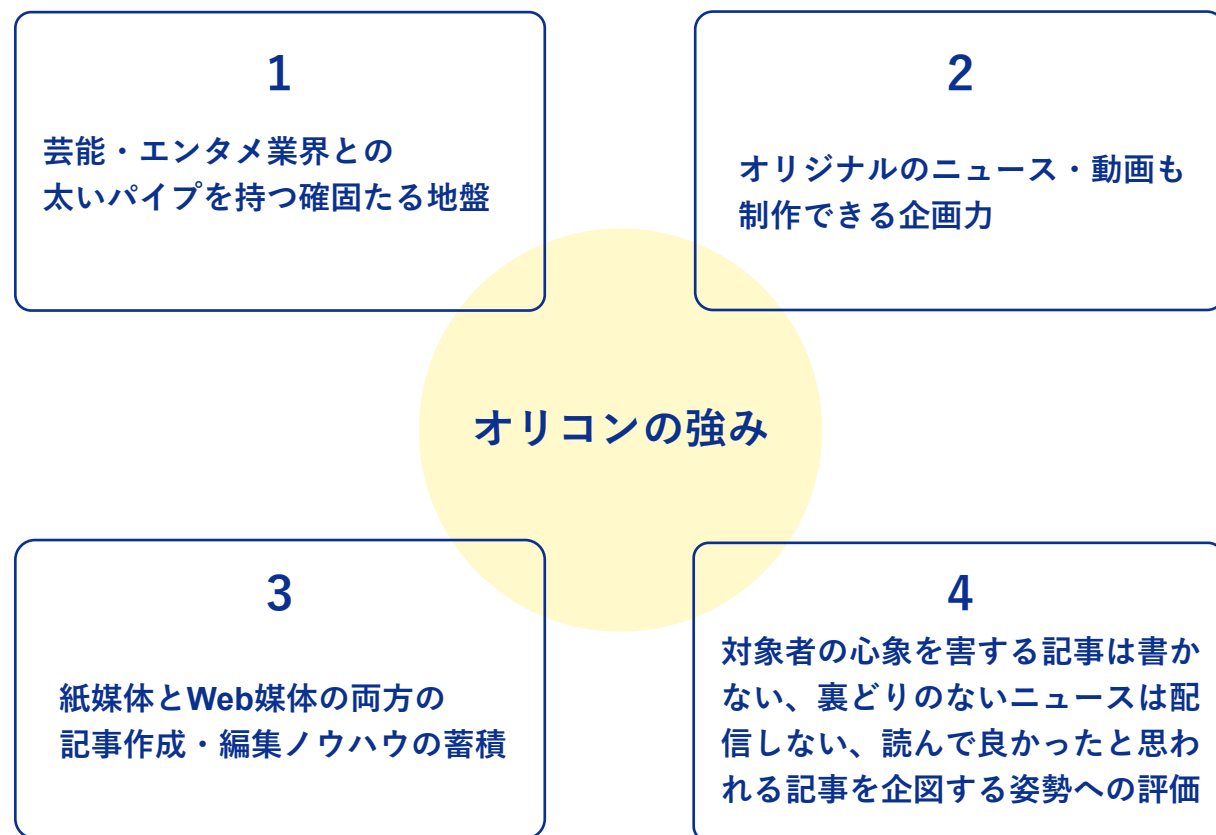 1
芸能・エンタメ業界との
太いパイプを持つ確固たる地盤
2
オリジナルのニュース・動画も
制作できる企画力
オリコンの強み
3
紙媒体とWeb媒体の両方の
記事作成・編集ノウハウの蓄積
4
対象者の心象を害する記事は書か
ない、裏どりのないニュースは配
信しない、読んで良かったと思わ
れる記事を企図する姿勢への評価